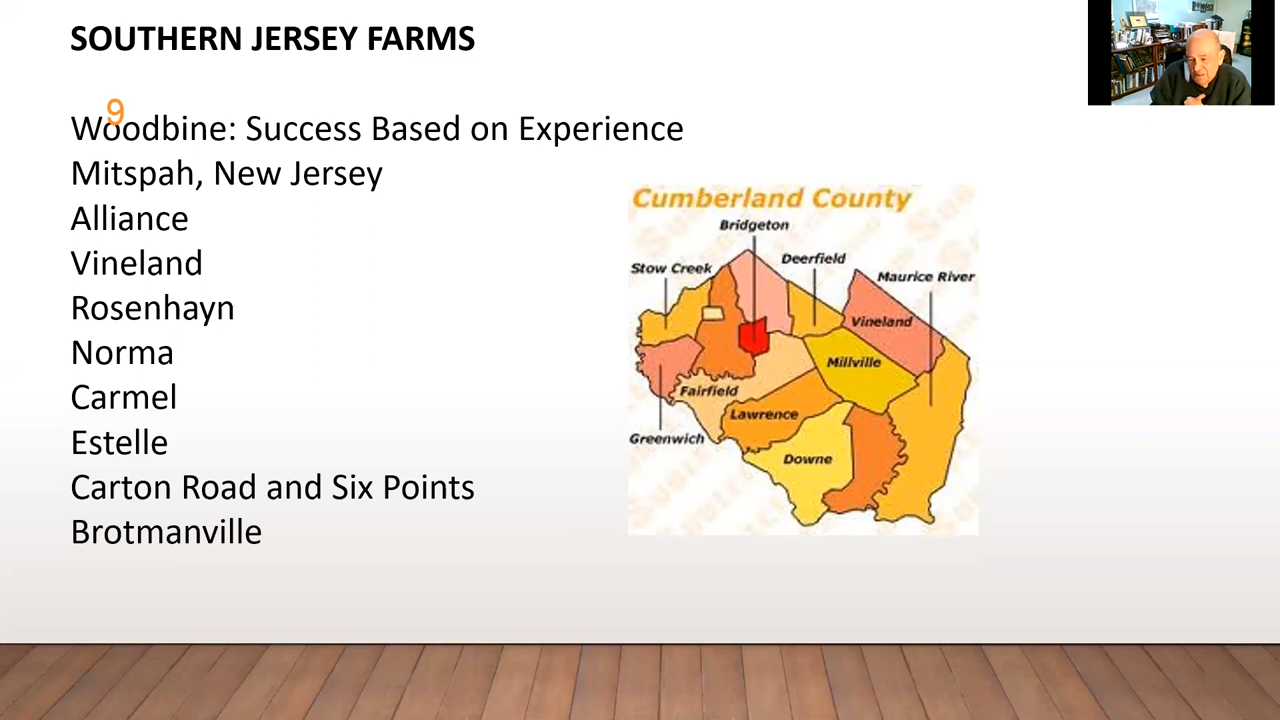 SOUTHERN JERSEY FARMS
9
Woodbine: Success Based on Experience
Mitspah, New Jersey
Alliance
Vineland
Rosenhayn
Norma
Carmel
Estelle
Carton Road and Six Points
Brotmanville
Cumberland County
Bridgeton
Deerfield
Stow Creek
Maurice River
Vineland
Millville
Fairfield
Lawrence
Greenwich
Downe